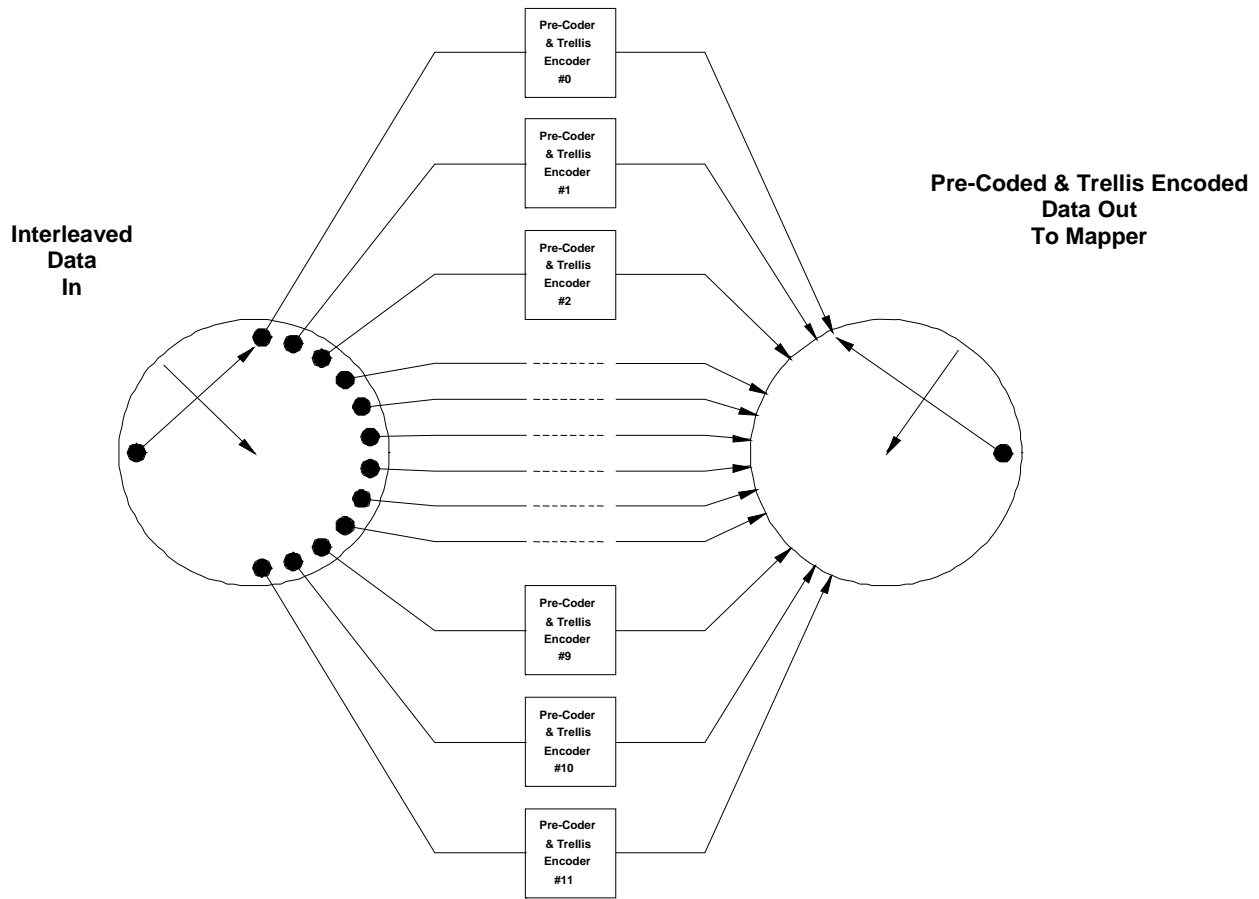 Pre-Coder
& Trellis
Encoder
#0
Pre-Coder
& Trellis
Encoder
#1
Pre-Coded & Trellis Encoded
Data Out
To Mapper
Interleaved
Data
In
Pre-Coder
& Trellis
Encoder
#2
Pre-Coder
& Trellis
Encoder
#9
Pre-Coder
& Trellis
Encoder
#10
Pre-Coder
& Trellis
Encoder
#11